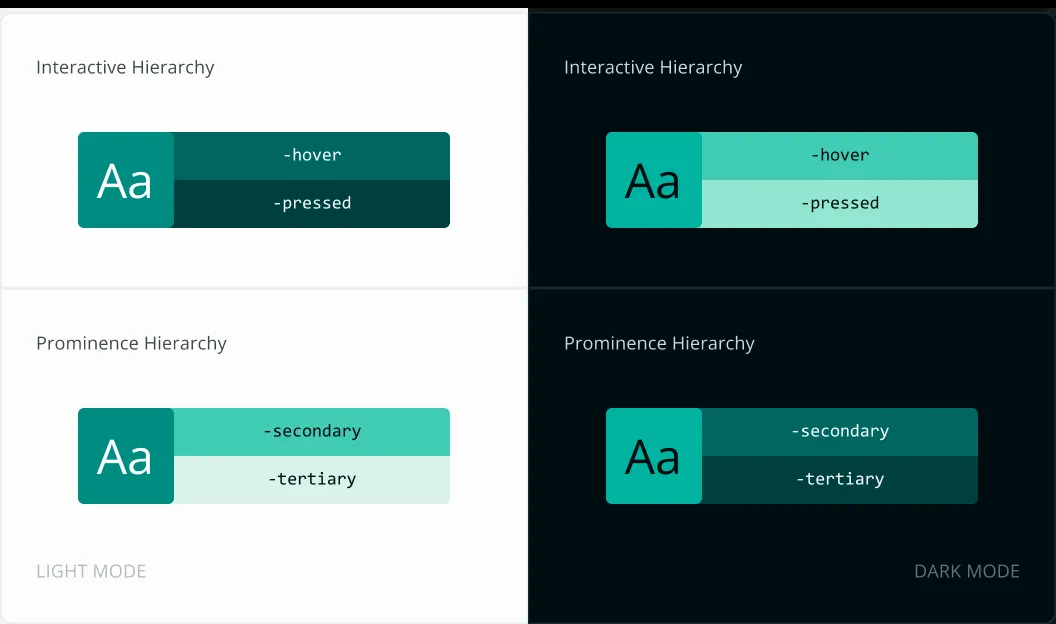 Interactive Hierarchy
Aa
-hover
-pressed
Prominence Hierarchy
Aa
-secondary
-tertiary
LIGHT MODE
Interactive Hierarchy
Aa
-hover
-pressed
Prominence Hierarchy
Aa
-secondary
-tertiary
DARK MODE